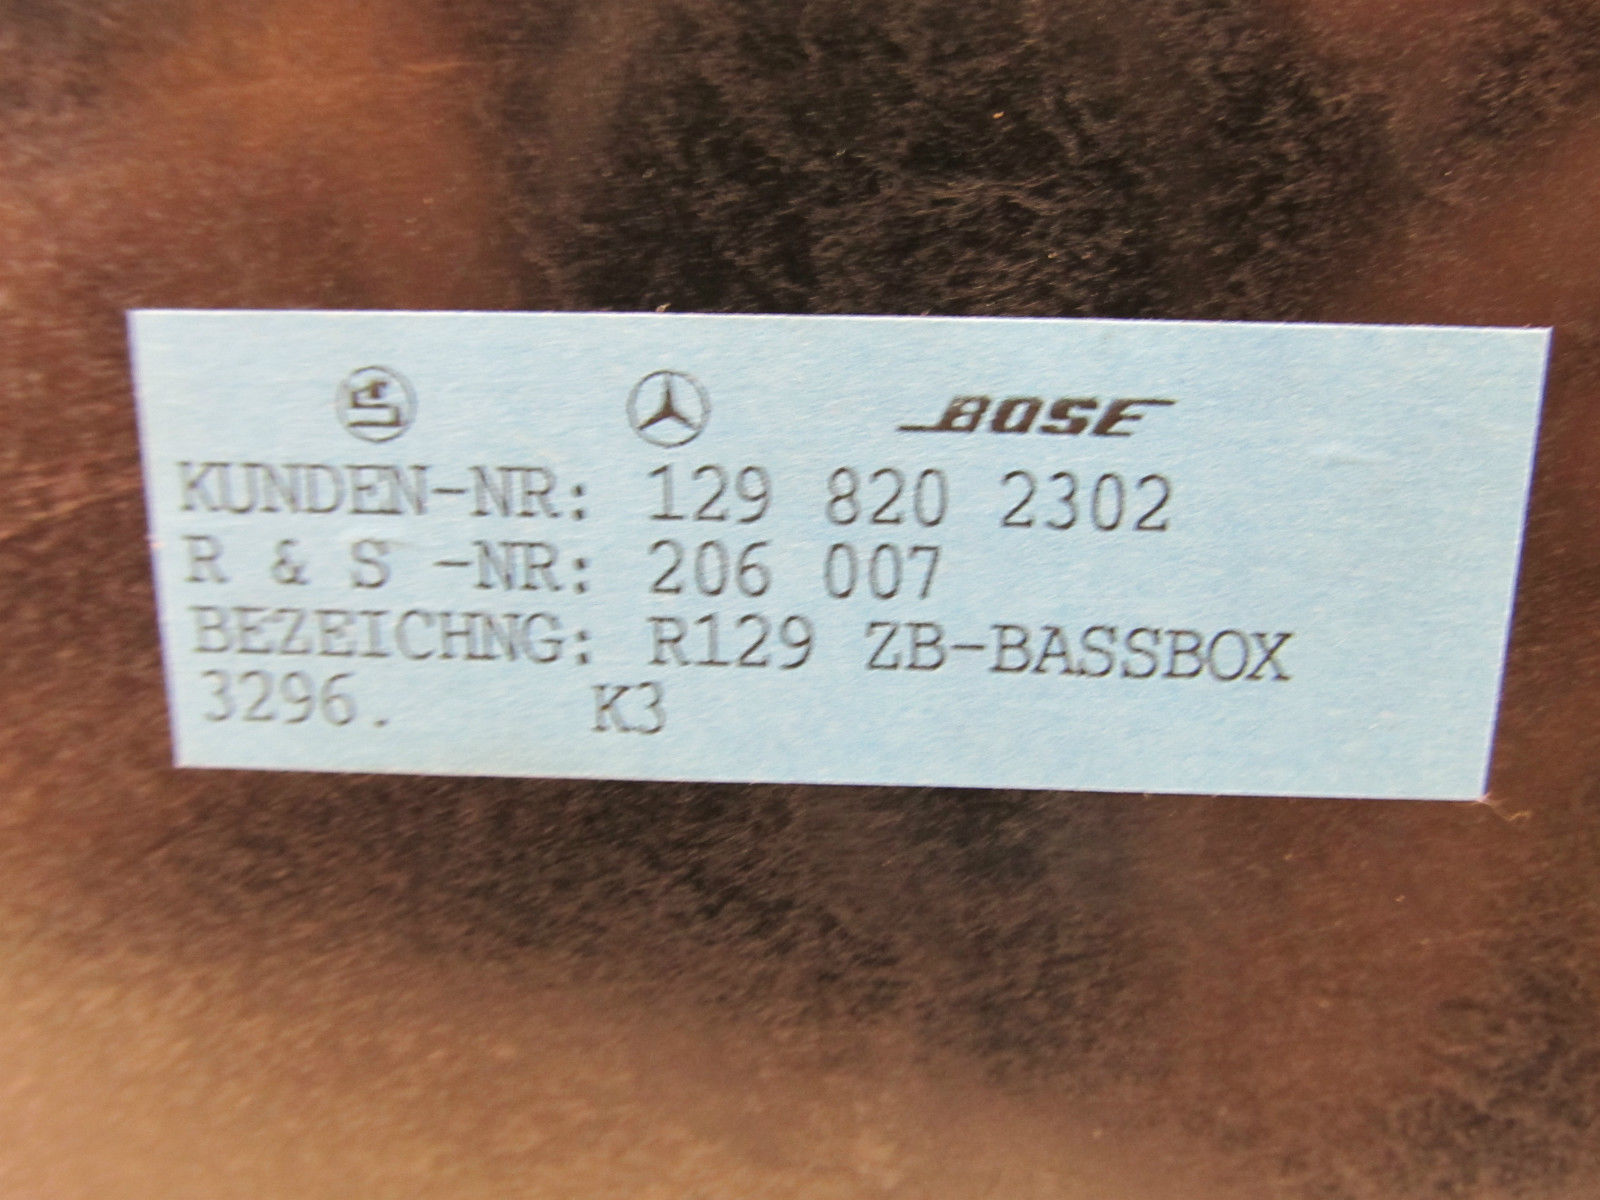 BOSE
KUNDEN-NR: 129 820 2302
R & S -NR: 206 007
BEZEICHNG: R129 ZB-BASSBOX
3296. K3